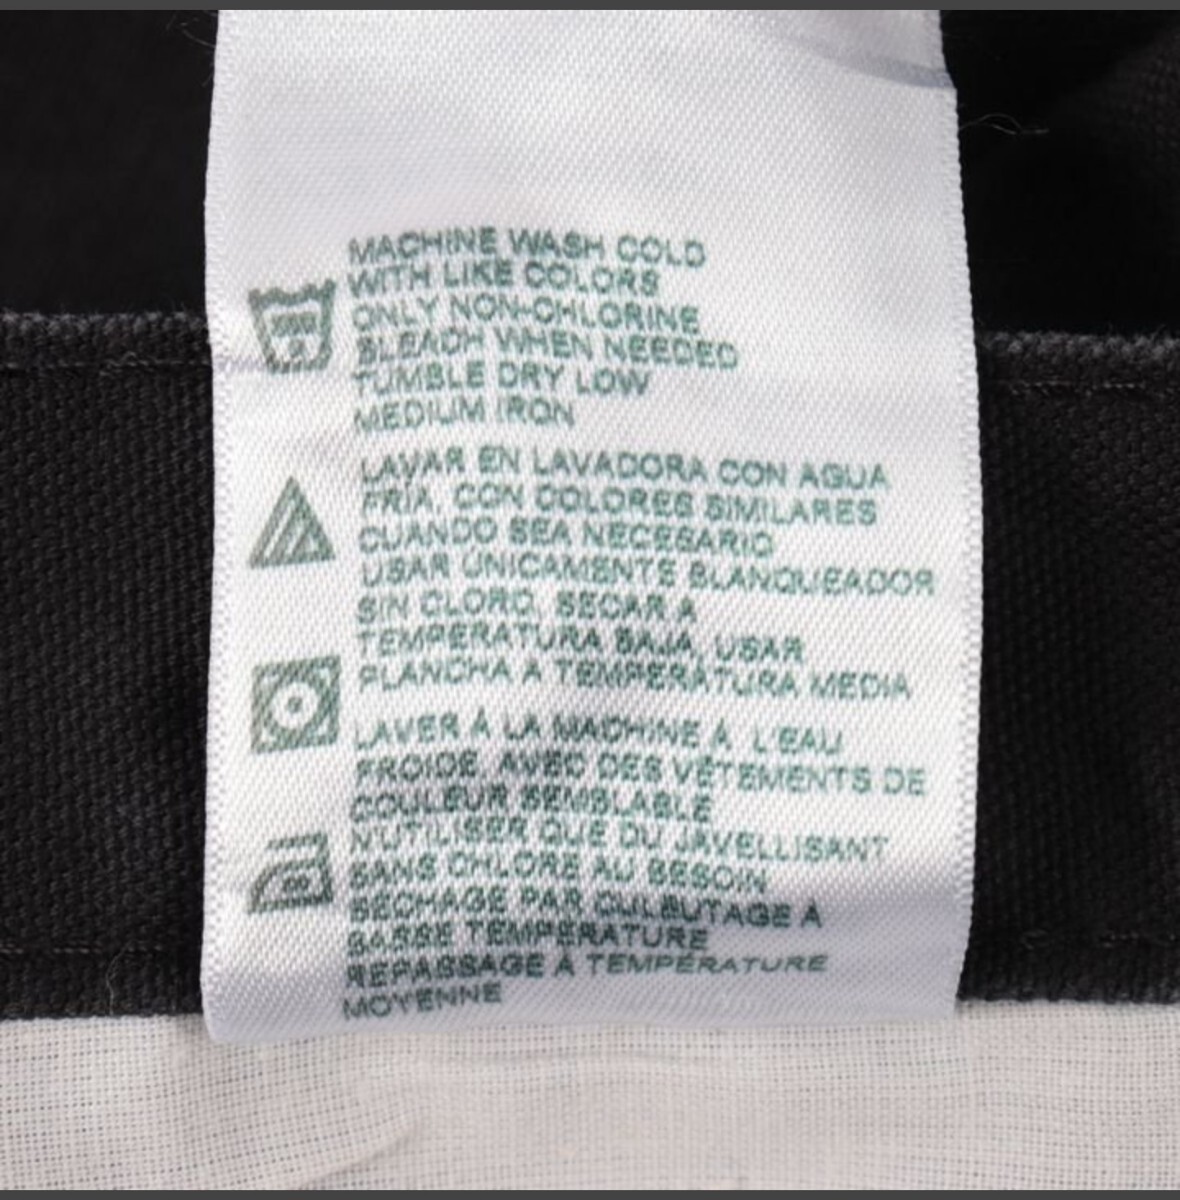 MACHINE WASH COLD
WITH LIKE COLORS
ONLY NON-CHLORINE
BLEACH WHEN NEEDED
TUMBLE DRY LOW
MEDIUM IRON
LAVAR EN LAVADORA CON AGUA
FRIA, CON COLORES SIMILARES
CUANDO SEA NECESARIO
USAR ÚNICAMENTE BLANQUEADOR
SIN CLORO, SECAR A
TEMPERATURA BAJA, USAR
PLANCHA A TEMPERATURA MEDIA
LAVER À LA MACHINE À L'EAU
FROIDE, AVEC DES VÊTEMENTS DE
COULEUR SEMBLABLE
N'UTILISER QUE DU JAVELLISANT
SANS CHLORE AU BESOIN
SÉCHAGE PAR CULBUTAGE À
BASSE TEMPÉRATURE
REPASSAGE À TEMPÉRATURE
MOYENNE